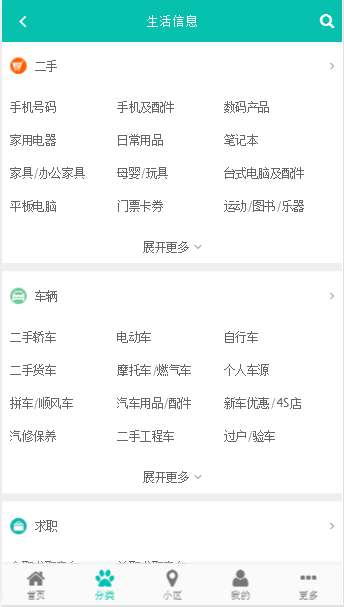 生活信息
二手
手机号码 手机及配件 数码产品
家用电器 日常用品 笔记本
家具/办公家具 母婴/玩具 台式电脑及配件
平板电脑 门票卡券 运动/图书/乐器
展开更多
车辆
二手轿车 电动车 自行车
二手货车 摩托车/燃气车 个人车源
拼车/顺风车 汽车用品/配件 新车优惠/4S店
汽修保养 二手工程车 过户/验车
展开更多
求职
首页 分类 小区 我的 更多